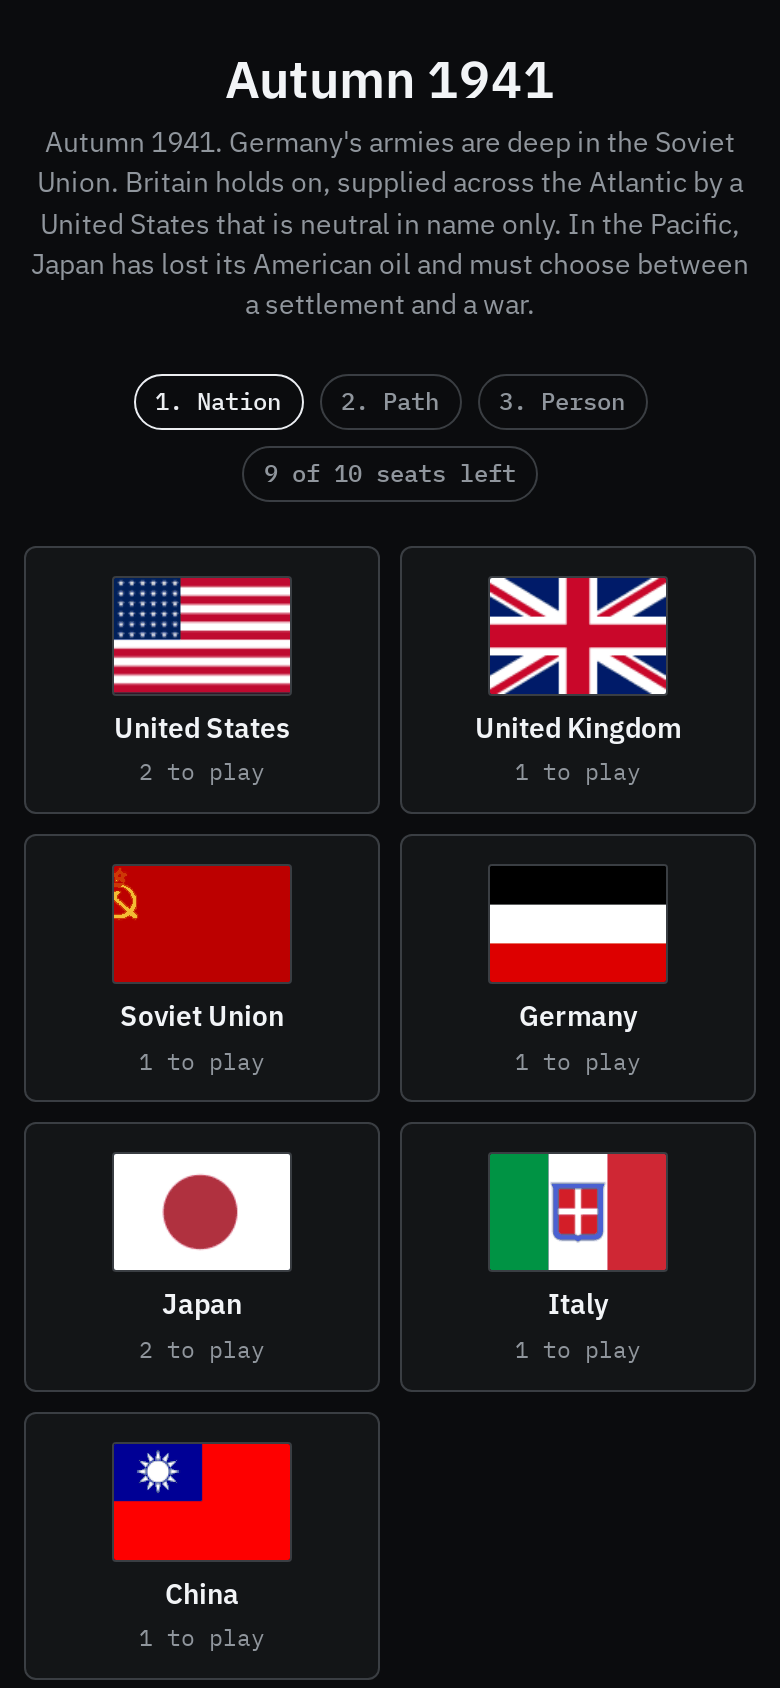 Autumn 1941
Autumn 1941. Germany's armies are deep in the Soviet
Union. Britain holds on, supplied across the Atlantic by a
United States that is neutral in name only. In the Pacific,
Japan has lost its American oil and must choose between
a settlement and a war.
1. Nation
2. Path
3. Person
9 of 10 seats left
United States
2 to play
United Kingdom
1 to play
Soviet Union
1 to play
Germany
1 to play
Japan
2 to play
Italy
1 to play
China
1 to play